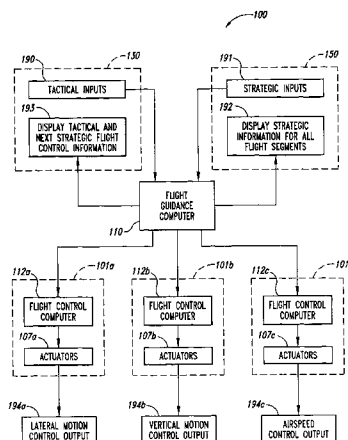 100
190
130
191
150
TACTICAL INPUTS
STRATEGIC INPUTS
193
192
DISPLAY TACTICAL AND
NEXT STRATEGIC FLIGHT
CONTROL INFORMATION
DISPLAY STRATEGIC
INFORMATION FOR ALL
FLIGHT SEGMENTS
FLIGHT
GUIDANCE
COMPUTER
110
112a
101a
112b
101b
112c
101
FLIGHT CONTROL
COMPUTER
FLIGHT CONTROL
COMPUTER
FLIGHT CONTROL
COMPUTER
107a
107b
107c
ACTUATORS
ACTUATORS
ACTUATORS
194a
194b
194c
LATERAL MOTION
CONTROL OUTPUT
VERTICAL MOTION
CONTROL OUTPUT
AIRSPEED
CONTROL OUTPUT